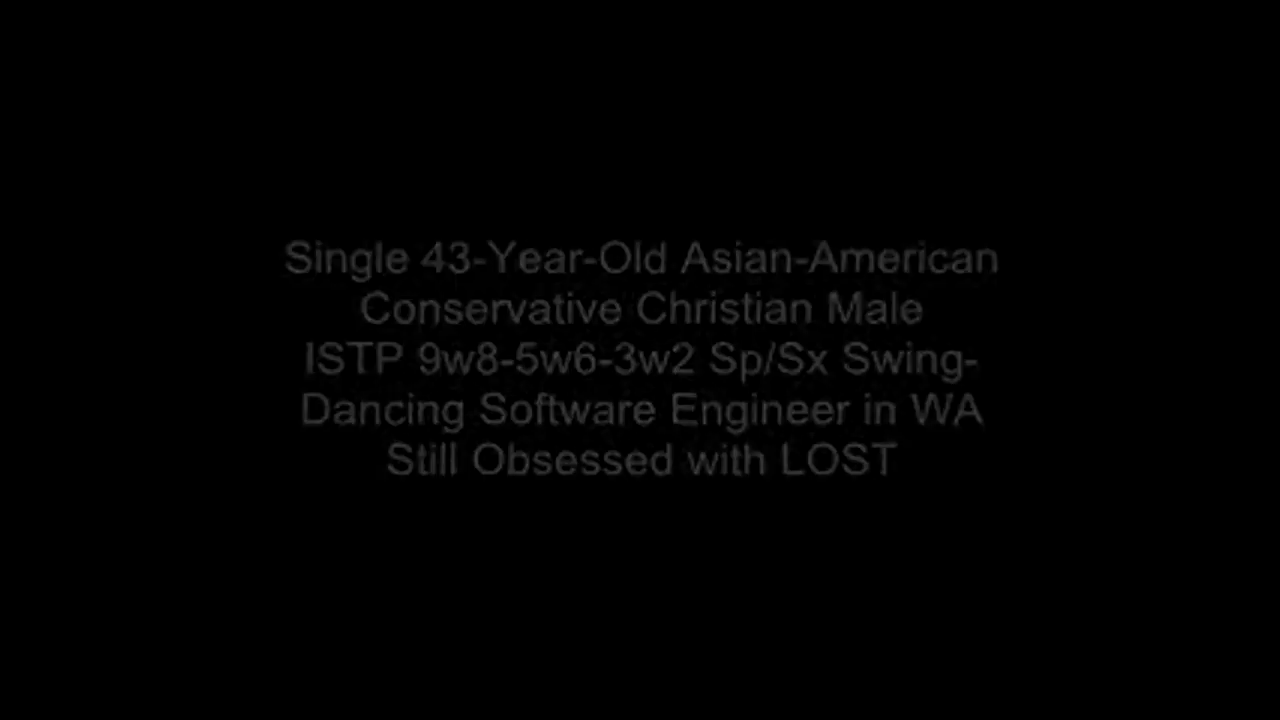 Single 43-Year-Old Asian-American
Conservative Christian Male
ISTP 9w8-5w6-3w2 Sp/Sx Swing-
Dancing Software Engineer in WA
Still Obsessed with LOST